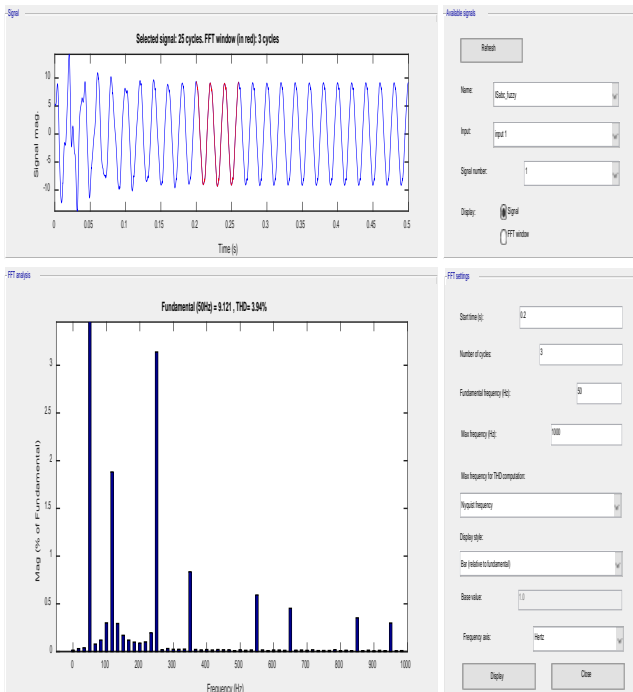 Signal
Selected signal: 25 cycles. FFT window (in red): 3 cycles
Signal mag.
10
5
0
-5
-10
0 0.05 0.1 0.15 0.2 0.25 0.3 0.35 0.4 0.45 0.5
Time (s)
Available signals
Refresh
Name: ISabc_fuzzy
Input: input 1
Signal number: 1
Display: Signal
FFT window
FFT analysis
Fundamental (50Hz) = 9.121 , THD= 3.94%
Mag (% of Fundamental)
3
2.5
2
1.5
1
0.5
0
0 100 200 300 400 500 600 700 800 900 1000
Frequency (Hz)
FFT settings
Start time (s): 0.2
Number of cycles: 3
Fundamental frequency (Hz): 50
Max frequency (Hz): 1000
Max frequency for THD computation:
Nyquist frequency
Display style:
Bar (relative to fundamental)
Base value: 1.0
Frequency axis: Hertz
Display Close